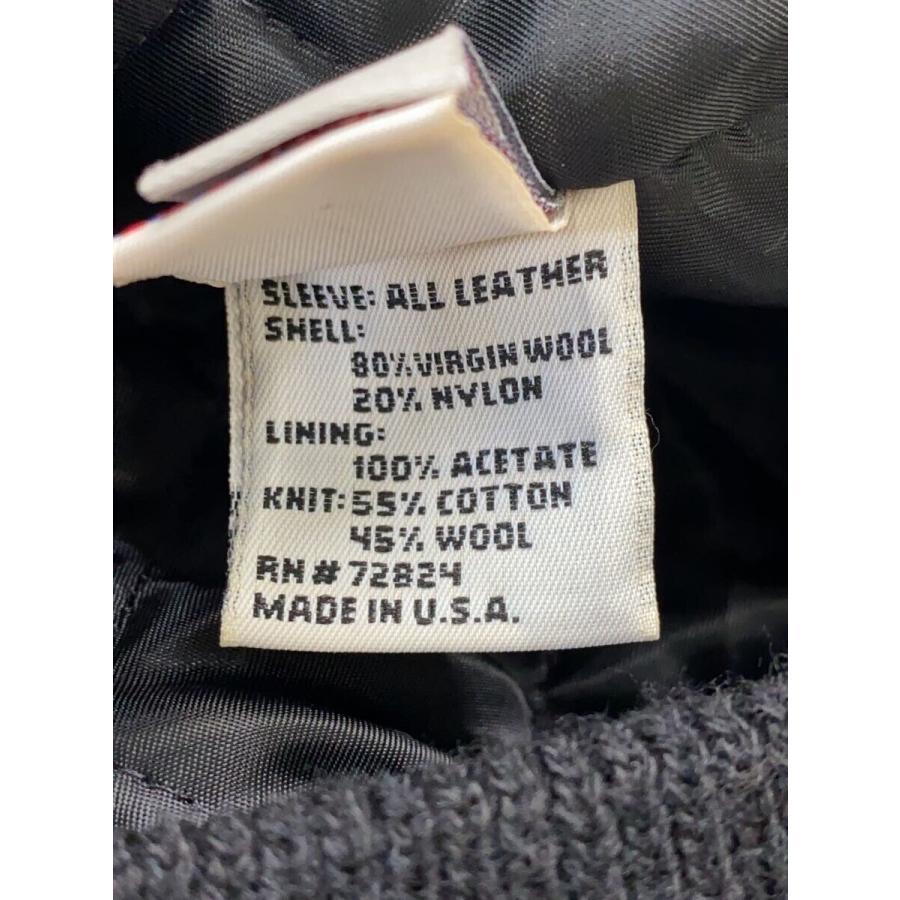 SLEEVE: ALL LEATHER
SHELL:
80% VIRGIN WOOL
20% NYLON
LINING:
100% ACETATE
KNIT: 55% COTTON
45% WOOL
RN # 72824
MADE IN U.S.A.